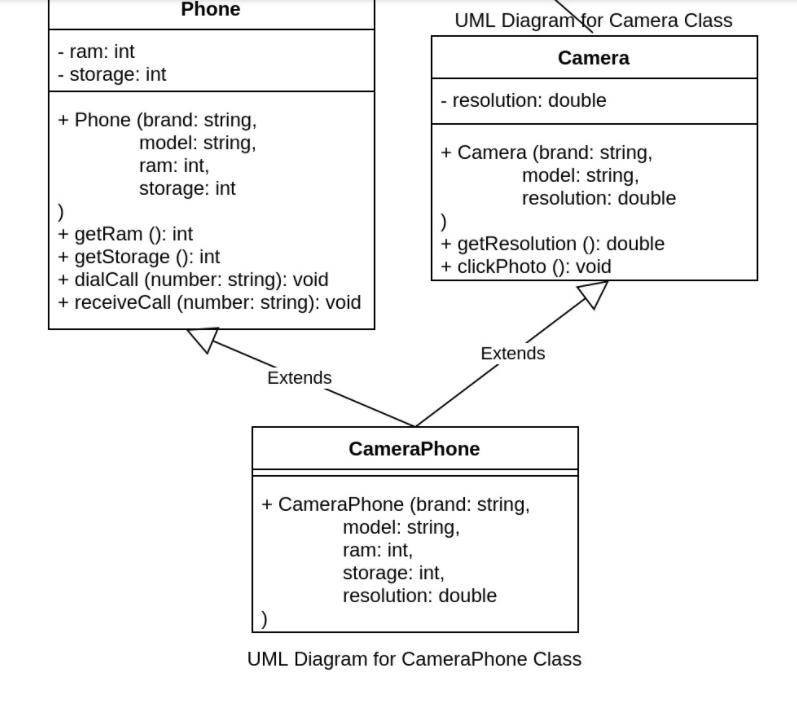 Phone
- ram: int
- storage: int
+ Phone (brand: string,
model: string,
ram: int,
storage: int
)
+ getRam (): int
+ getStorage (): int
+ dialCall (number: string): void
+ receiveCall (number: string): void
UML Diagram for Camera Class
Camera
- resolution: double
+ Camera (brand: string,
model: string,
resolution: double
)
+ getResolution (): double
+ clickPhoto (): void
Extends
Extends
CameraPhone
+ CameraPhone (brand: string,
model: string,
ram: int,
storage: int,
resolution: double
)
UML Diagram for CameraPhone Class